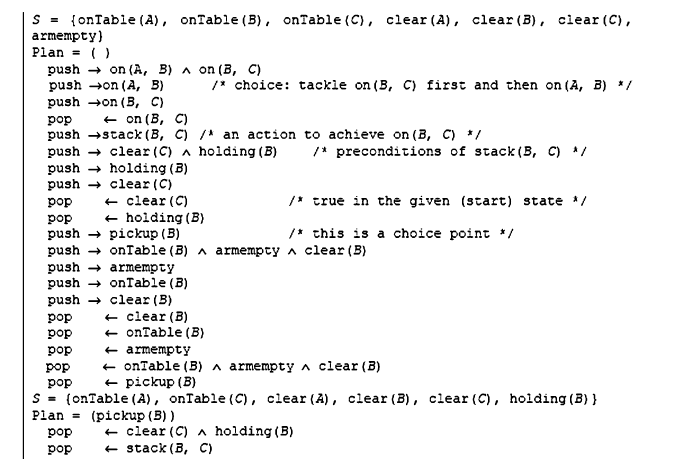 S = {onTable(A), onTable(B), onTable(C), clear(A), clear(B), clear(C),
armempty}
Plan = ( )
push → on(A, B) ∧ on(B, C)
push →on(A, B) /* choice: tackle on(B, C) first and then on(A, B) */
push →on(B, C)
pop ← on(B, C)
push →stack(B, C) /* an action to achieve on(B, C) */
push → clear(C) ∧ holding(B) /* preconditions of stack(B, C) */
push → holding(B)
push → clear(C)
pop ← clear(C) /* true in the given (start) state */
pop ← holding(B)
push → pickup(B) /* this is a choice point */
push → onTable(B) ∧ armempty ∧ clear(B)
push → armempty
push → onTable(B)
push → clear(B)
pop ← clear(B)
pop ← onTable(B)
pop ← armempty
pop ← onTable(B) ∧ armempty ∧ clear(B)
pop ← pickup(B)
S = {onTable(A), onTable(C), clear(A), clear(B), clear(C), holding(B)}
Plan = (pickup(B))
pop ← clear(C) ∧ holding(B)
pop ← stack(B, C)